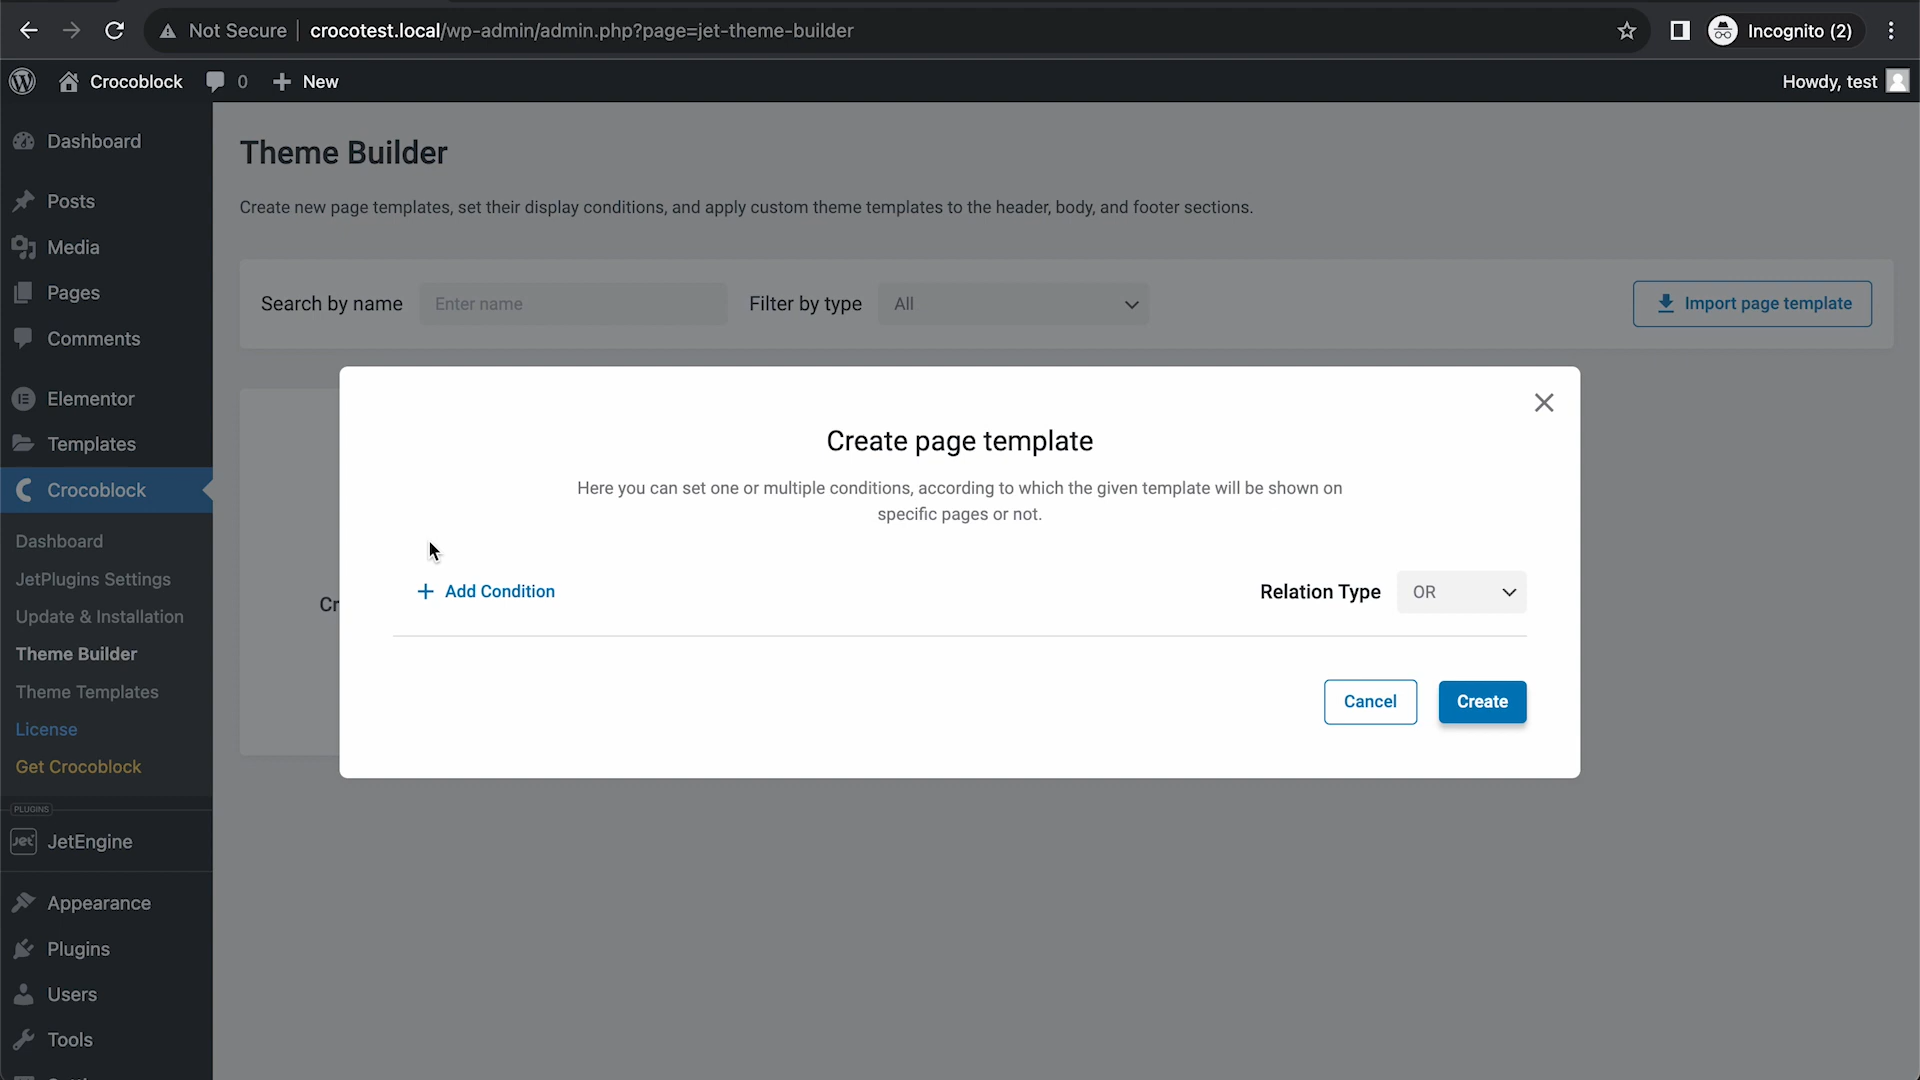 Not Secure crocotest.local/wp-admin/admin.php?page=jet-theme-builder Incognito (2)
Crocoblock 0 New Howdy, test
Dashboard
Posts
Media
Pages
Comments
Elementor
Templates
Crocoblock
Dashboard
JetPlugins Settings
Update & Installation
Theme Builder
Theme Templates
License
Get Crocoblock
PLUGINS
Jet JetEngine
Appearance
Plugins
Users
Tools
Theme Builder
Create new page templates, set their display conditions, and apply custom theme templates to the header, body, and footer sections.
Search by name Enter name Filter by type All Import page template
Cr
Create page template
Here you can set one or multiple conditions, according to which the given template will be shown on
specific pages or not.
Add Condition Relation Type OR
Cancel Create